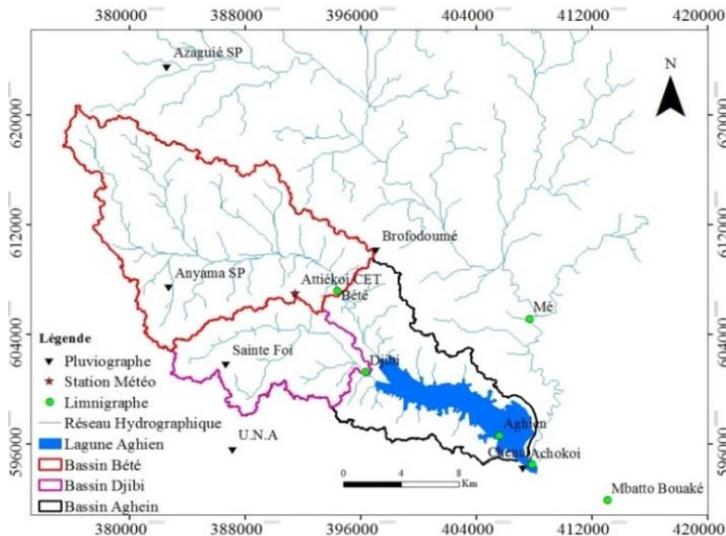 380000 388000 396000 404000 412000 420000
Azaguié SP
N
620000
620000
612000
612000
Brofodoumé
Anyama SP
Attiékoi CET
Bété
Mé
604000
604000
Légende
Pluviographe
Sainte Foi
Djibi
Station Météo
Limnigraphe
Réseau Hydrographique
U.N.A
Aghien
Lagune Aghien
596000
596000
Achokoi
Bassin Bété
0 4 8
Km
Bassin Djibi
Mbatto Bouaké
Bassin Aghein
380000 388000 396000 404000 412000 420000